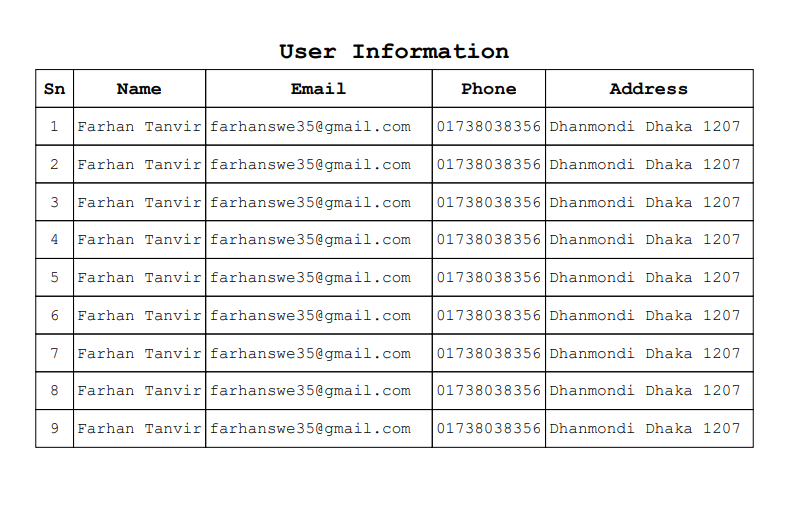 User Information
Sn Name Email Phone Address
1 Farhan Tanvir farhanswe35@gmail.com 01738038356 Dhanmondi Dhaka 1207
2 Farhan Tanvir farhanswe35@gmail.com 01738038356 Dhanmondi Dhaka 1207
3 Farhan Tanvir farhanswe35@gmail.com 01738038356 Dhanmondi Dhaka 1207
4 Farhan Tanvir farhanswe35@gmail.com 01738038356 Dhanmondi Dhaka 1207
5 Farhan Tanvir farhanswe35@gmail.com 01738038356 Dhanmondi Dhaka 1207
6 Farhan Tanvir farhanswe35@gmail.com 01738038356 Dhanmondi Dhaka 1207
7 Farhan Tanvir farhanswe35@gmail.com 01738038356 Dhanmondi Dhaka 1207
8 Farhan Tanvir farhanswe35@gmail.com 01738038356 Dhanmondi Dhaka 1207
9 Farhan Tanvir farhanswe35@gmail.com 01738038356 Dhanmondi Dhaka 1207